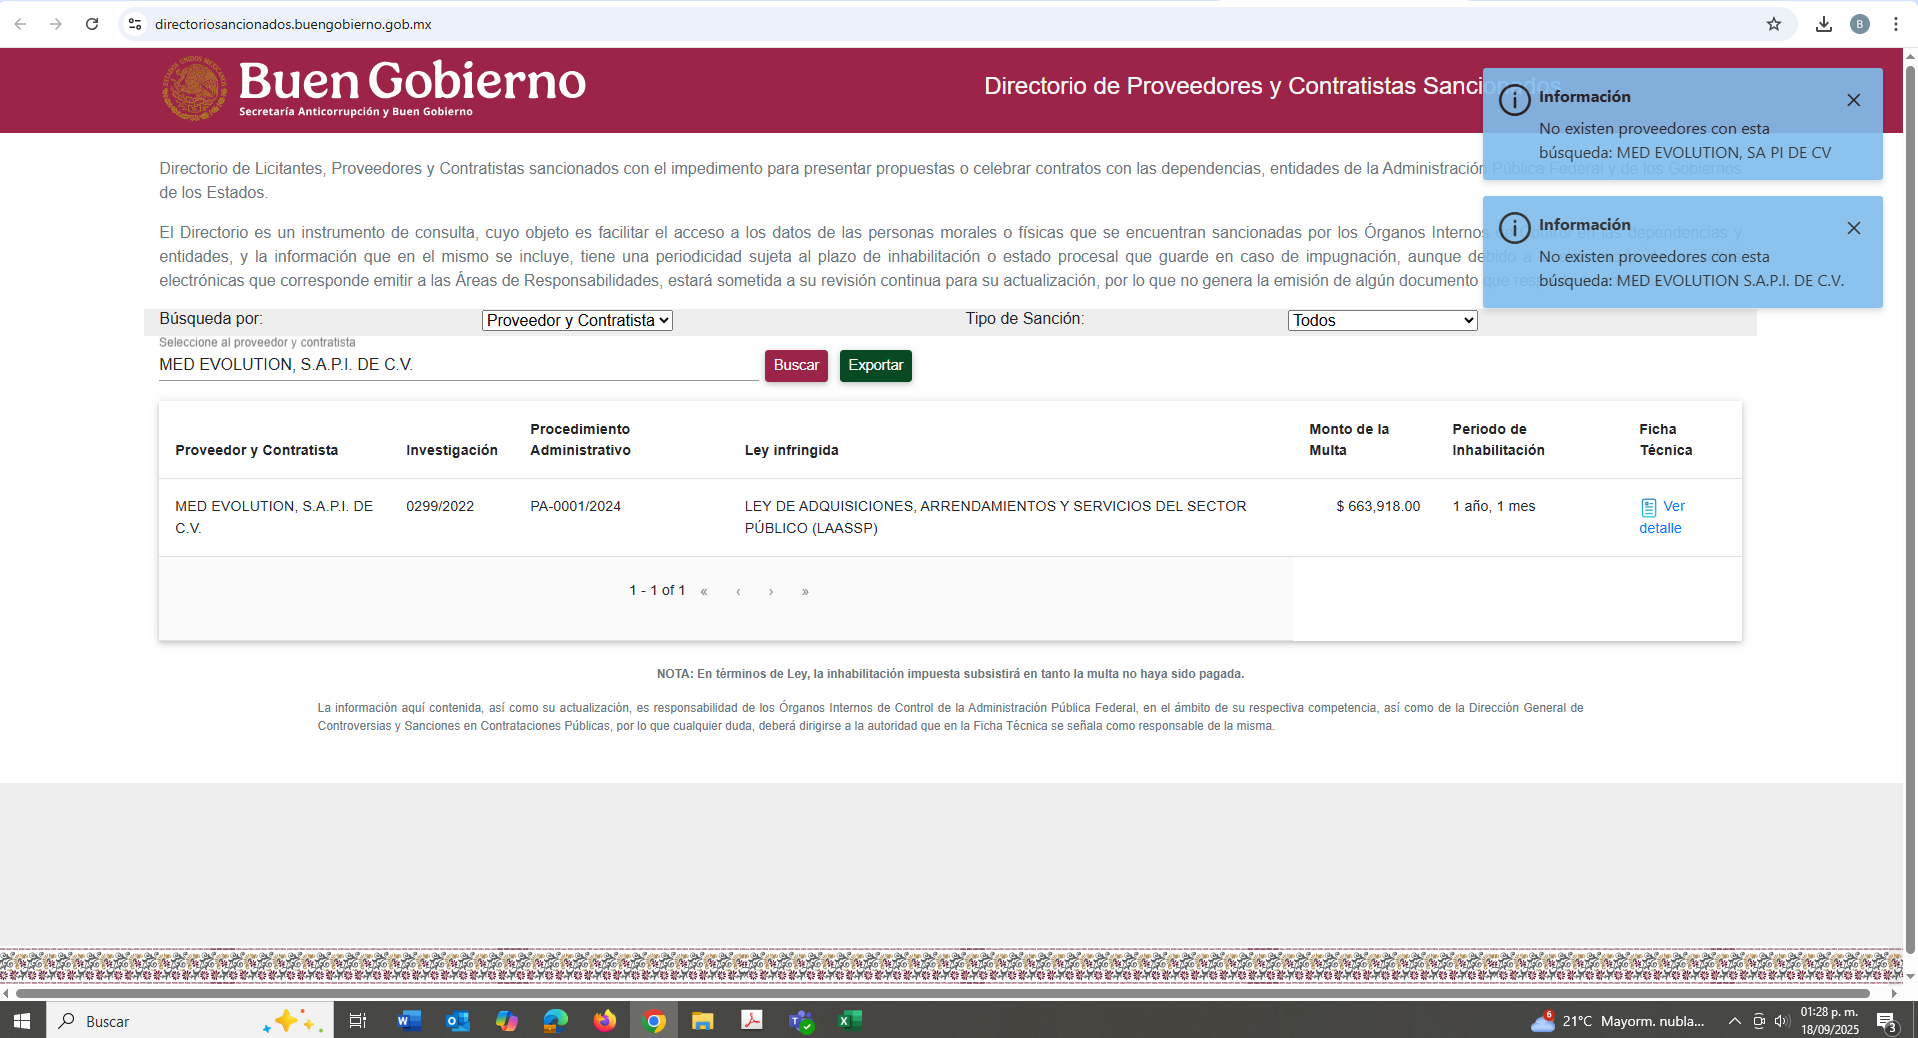 directoriosancionados.buengobierno.gob.mx
B
Buen Gobierno
Secretaría Anticorrupción y Buen Gobierno
Directorio de Proveedores y Contratistas Sancionados
Información
No existen proveedores con esta
búsqueda: MED EVOLUTION, SA PI DE CV
Información
No existen proveedores con esta
búsqueda: MED EVOLUTION S.A.P.I. DE C.V.
Directorio de Licitantes, Proveedores y Contratistas sancionados con el impedimento para presentar propuestas o celebrar contratos con las dependencias, entidades de la Administración Pública Federal y de los Gobiernos
de los Estados.
El Directorio es un instrumento de consulta, cuyo objeto es facilitar el acceso a los datos de las personas morales o físicas que se encuentran sancionadas por los Órganos Internos de Control en las dependencias y
entidades, y la información que en el mismo se incluye, tiene una periodicidad sujeta al plazo de inhabilitación o estado procesal que guarde en caso de impugnación, aunque debido a
electrónicas que corresponde emitir a las Áreas de Responsabilidades, estará sometida a su revisión continua para su actualización, por lo que no genera la emisión de algún documento que
Búsqueda por:
Proveedor y Contratista
Tipo de Sanción:
Todos
Seleccione al proveedor y contratista
MED EVOLUTION, S.A.P.I. DE C.V.
Buscar
Exportar
Proveedor y Contratista
Investigación
Procedimiento
Administrativo
Ley infringida
Monto de la
Multa
Periodo de
Inhabilitación
Ficha
Técnica
MED EVOLUTION, S.A.P.I. DE
C.V.
0299/2022
PA-0001/2024
LEY DE ADQUISICIONES, ARRENDAMIENTOS Y SERVICIOS DEL SECTOR
PÚBLICO (LAASSP)
$ 663,918.00
1 año, 1 mes
Ver
detalle
1 - 1 of 1 « ‹ › »
NOTA: En términos de Ley, la inhabilitación impuesta subsistirá en tanto la multa no haya sido pagada.
La información aquí contenida, así como su actualización, es responsabilidad de los Órganos Internos de Control de la Administración Pública Federal, en el ámbito de su respectiva competencia, así como de la Dirección General de
Controversias y Sanciones en Contrataciones Públicas, por lo que cualquier duda, deberá dirigirse a la autoridad que en la Ficha Técnica se señala como responsable de la misma.
Buscar
6
21°C Mayorm. nubla...
01:28 p. m.
18/09/2025
3